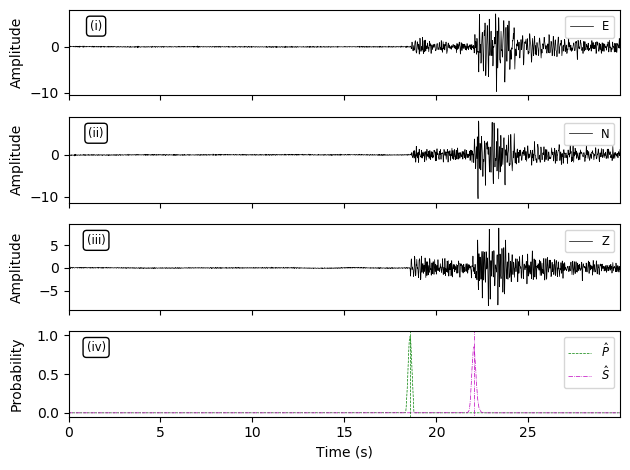 (i)
E
Amplitude
0
−10
(ii)
N
Amplitude
0
−10
(iii)
Z
Amplitude
5
0
−5
(iv)
P̂
Ŝ
Probability
1.0
0.5
0.0
0 5 10 15 20 25
Time (s)